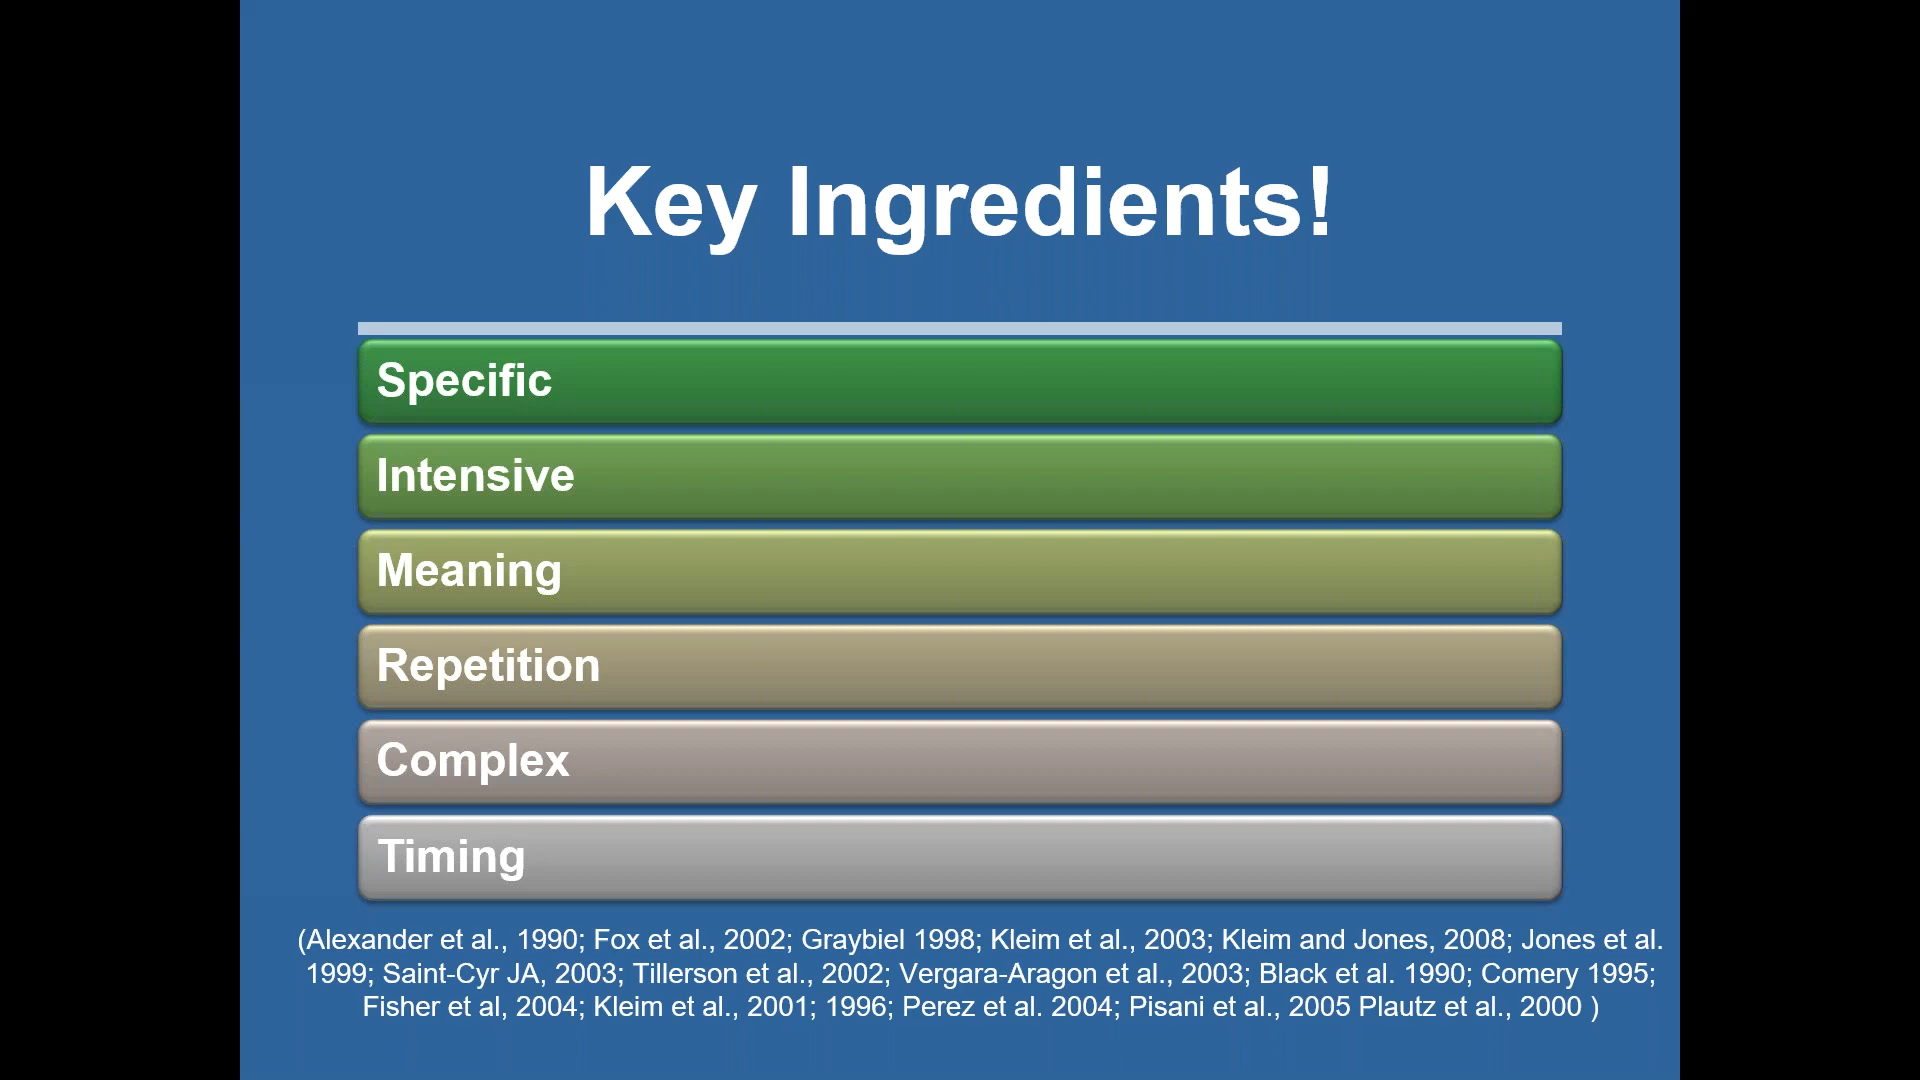 Key Ingredients!
Specific
Intensive
Meaning
Repetition
Complex
Timing
(Alexander et al., 1990; Fox et al., 2002; Graybiel 1998; Kleim et al., 2003; Kleim and Jones, 2008; Jones et al.
1999; Saint-Cyr JA, 2003; Tillerson et al., 2002; Vergara-Aragon et al., 2003; Black et al. 1990; Comery 1995;
Fisher et al, 2004; Kleim et al., 2001; 1996; Perez et al. 2004; Pisani et al., 2005 Plautz et al., 2000 )